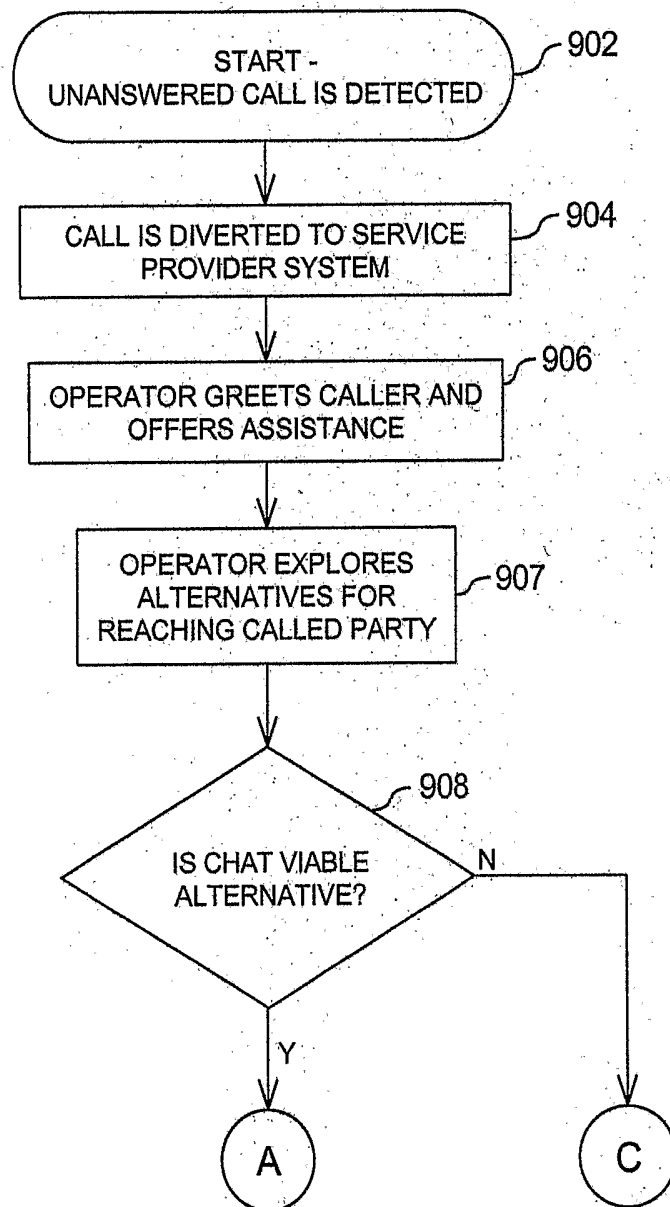 START -
UNANSWERED CALL IS DETECTED
902
CALL IS DIVERTED TO SERVICE
PROVIDER SYSTEM
904
OPERATOR GREETS CALLER AND
OFFERS ASSISTANCE
906
OPERATOR EXPLORES
ALTERNATIVES FOR
REACHING CALLED PARTY
907
908
IS CHAT VIABLE
ALTERNATIVE?
N
Y
A
C